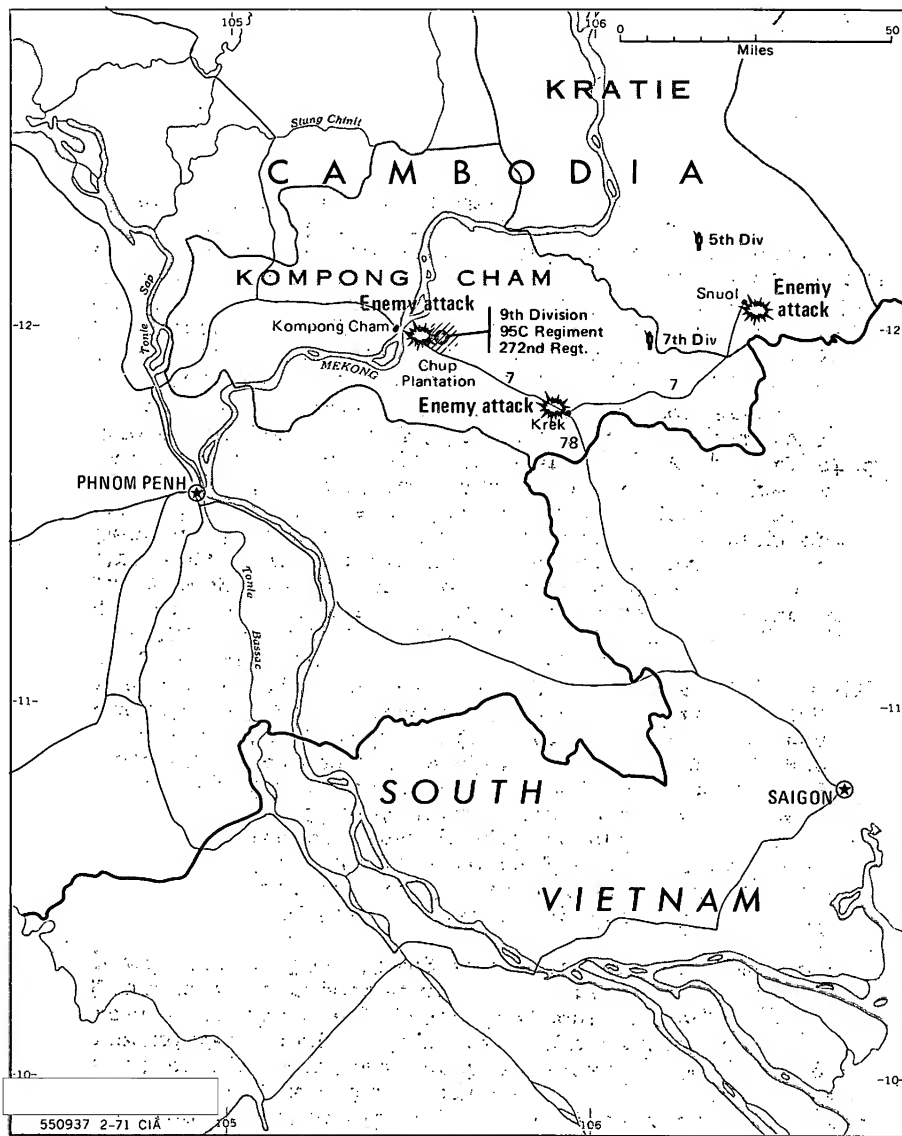 105
106
0 50
Miles
KRATIE
Stung Chinit
CAMBODIA
5th Div
KOMPONG CHAM
Tonle Sap
Snuol
Enemy attack
Enemy attack
9th Division
95C Regiment
272nd Regt.
12
Kompong Cham
7th Div
12
MEKONG
Chup
Plantation
7
7
Enemy attack
Krek
78
PHNOM PENH
Tonle Bassac
11
11
SOUTH
SAIGON
VIETNAM
10
10
550937 2-71 CIA
105
106